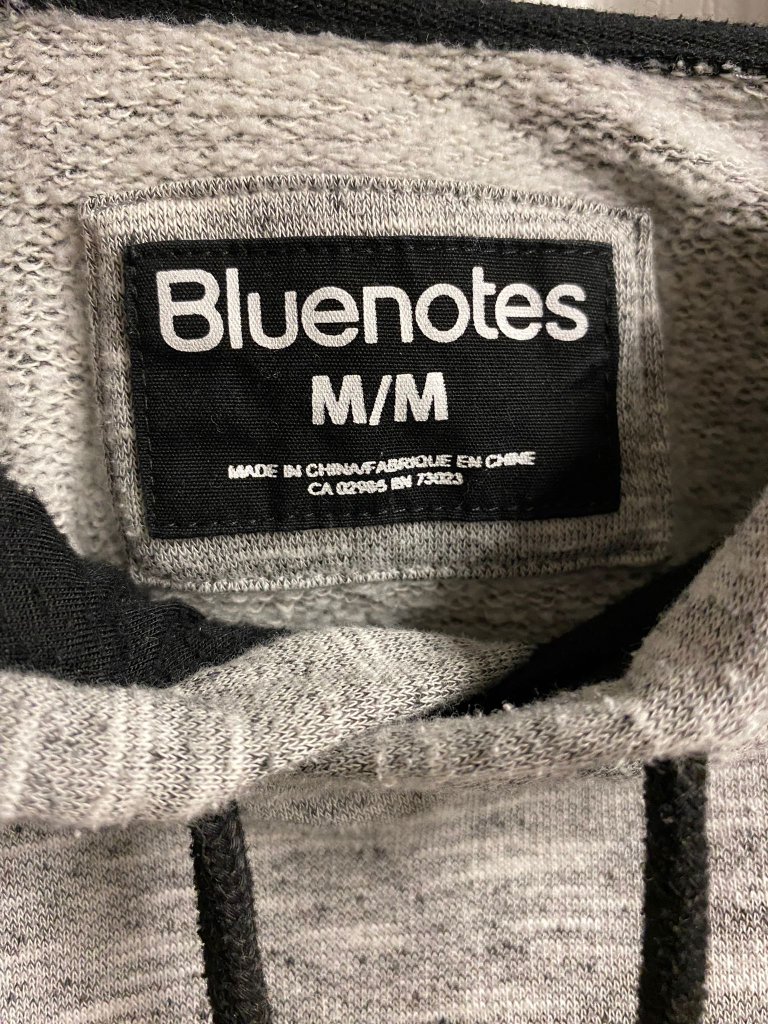 Bluenotes
M/M
MADE IN CHINA/FABRIQUE EN CHINE
CA 02985 RN 73023